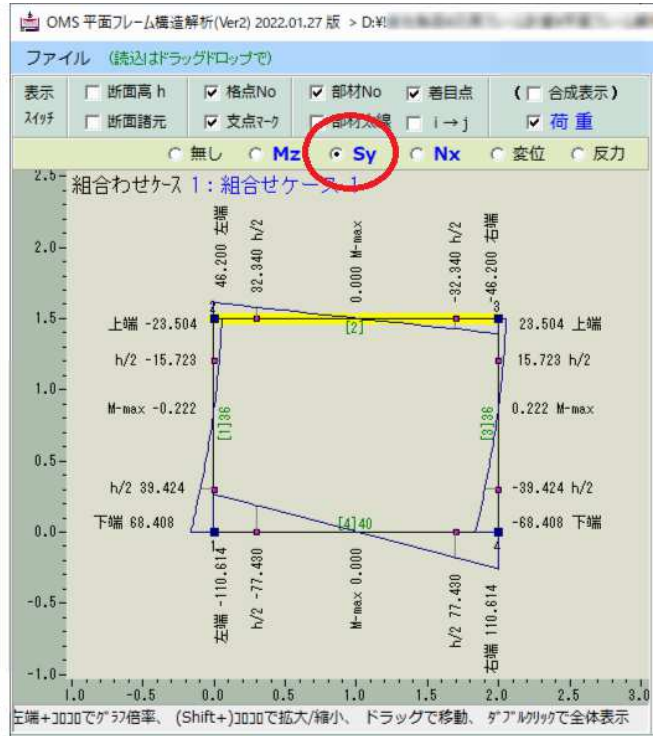 OMS 平面フレーム構造解析(Ver2) 2022.01.27 版 > D:¥!
ファイル (読込はドラッグドロップで)
表示 断面高 h 格点No 部材No 着目点 ( 合成表示)
スイッチ 断面諸元 支点マーク 部材太線 i→j 荷 重
無し Mz Sy Nx 変位 反力
組合わせケース 1 : 組合せケース 1
46.200 左端
32.340 h/2
0.000 M-max
-32.340 h/2
-46.200 右端
2.5
2.0
1.5
1.0
0.5
0.0
-0.5
-1.0
2
3
[2]
上端 -23.504
h/2 -15.723
M-max -0.222
h/2 39.424
下端 68.408
[1]36
[3]36
23.504 上端
15.723 h/2
0.222 M-max
-39.424 h/2
-68.408 下端
[4]40
1
4
左端 -110.614
h/2 -77.430
M-max 0.000
h/2 77.430
右端 110.614
1.0 -0.5 0.0 0.5 1.0 1.5 2.0 2.5 3.0
左端+コロコロでグラフ倍率、 (Shift+)コロコロで拡大/縮小、 ドラッグで移動、 ダブルクリックで全体表示